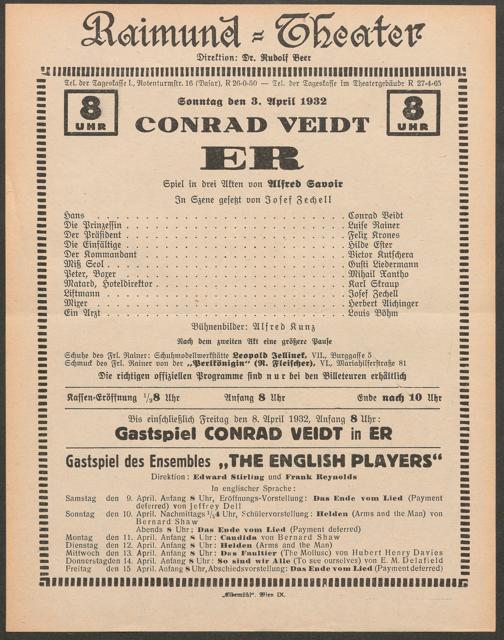 Raimund-Theater
Direktion: Dr. Rudolf Beer
Tel. der Tageskasse I., Rotenturmstr. 16 (Basar), R 26-0-50 — Tel. der Tageskasse im Theatergebäude R 27-4-65
8 UHR
Sonntag den 3. April 1932
8 UHR
CONRAD VEIDT
ER
Spiel in drei Akten von Alfred Savoir
In Szene gesetzt von Josef Zechell
Hans . . . . . Conrad Veidt
Die Prinzessin . . . . . Luise Rainer
Der Präsident . . . . . Felix Krones
Die Einfältige . . . . . Hilde Ester
Der Kommandant . . . . . Victor Kutschera
Miß Scol . . . . . Gusti Liedermann
Peter, Boxer . . . . . Mihail Xantho
Matard, Hoteldirektor . . . . . Karl Skraup
Liftmann . . . . . Josef Zechell
Mixer . . . . . Herbert Aichinger
Ein Arzt . . . . . Louis Böhm
Bühnenbilder: Alfred Kunz
Nach dem zweiten Akt eine größere Pause
Schuhe des Frl. Rainer: Schuhmodellwerkstätte Leopold Jellinek, VII., Burggasse 5
Schmuck des Frl. Rainer von der „Perlkönigin“ (R. Fleischer), VI., Mariahilferstraße 81
Die richtigen offiziellen Programme sind nur bei den Billeteuren erhältlich
Kassen-Eröffnung ½8 Uhr Anfang 8 Uhr Ende nach 10 Uhr
Bis einschließlich Freitag den 8. April 1932, Anfang 8 Uhr:
Gastspiel CONRAD VEIDT in ER
Gastspiel des Ensembles „THE ENGLISH PLAYERS“
Direktion: Edward Stirling und Frank Reynolds
In englischer Sprache:
Samstag den 9. April. Anfang 8 Uhr, Eröffnungs-Vorstellung: Das Ende vom Lied (Payment
deferred) von Jeffrey Dell
Sonntag den 10. April. Nachmittags ½4 Uhr, Schülervorstellung: Helden (Arms and the Man) von
Bernard Shaw
Abends 8 Uhr: Das Ende vom Lied (Payment deferred)
Montag den 11. April. Anfang 8 Uhr: Candida von Bernard Shaw
Dienstag den 12. April. Anfang 8 Uhr: Helden (Arms and the Man)
Mittwoch den 13. April. Anfang 8 Uhr: Der Faultier (The Mollusc) von Hubert Henry Davies
Donnerstag den 14. April. Anfang 8 Uhr: So sind wir Alle (To see ourselves) von E. M. Delafield
Freitag den 15 April. Anfang 8 Uhr, Abschiedsvorstellung: Das Ende vom Lied (Payment deferred)
„Elbemühl“, Wien IX.